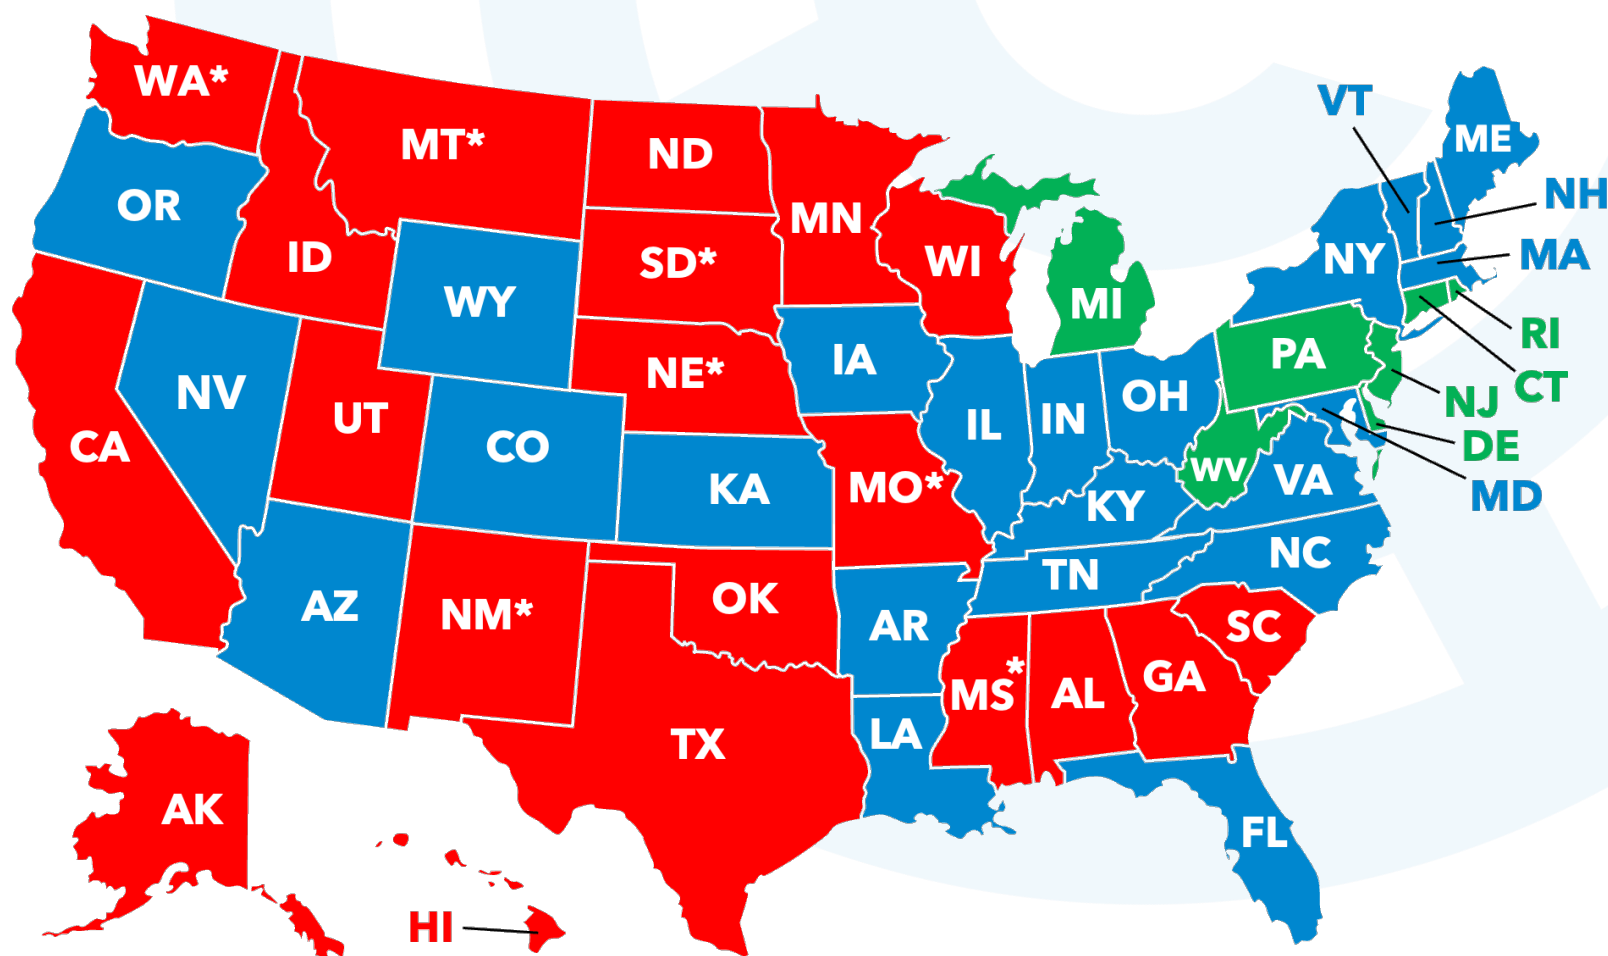 WA*
MT*
ND
VT
ME
OR
ID
MN
NH
SD*
WI
NY
MA
WY
MI
RI
NE*
IA
PA
CT
NV
UT
CO
IL
IN
OH
NJ
CA
DE
KA
MO*
WV
VA
MD
KY
AZ
NM*
OK
TN
NC
AR
SC
MS*
AL
GA
TX
LA
AK
FL
HI